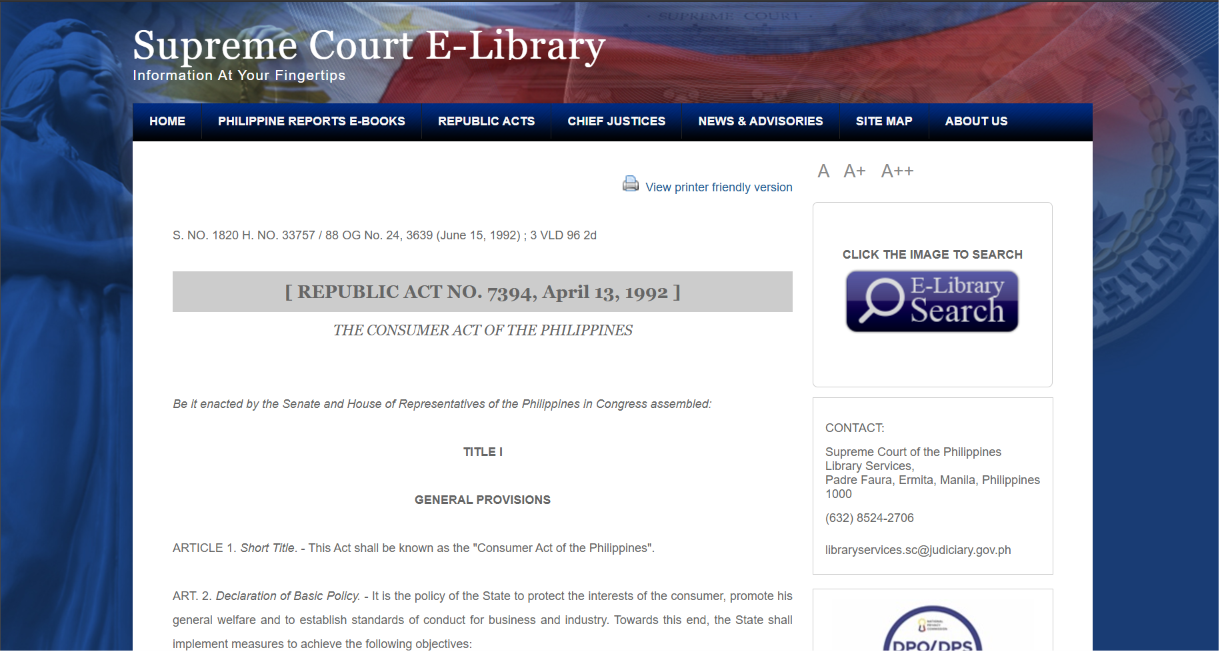 SUPREME COURT
Supreme Court E-Library
Information At Your Fingertips
HOME PHILIPPINE REPORTS E-BOOKS REPUBLIC ACTS CHIEF JUSTICES NEWS & ADVISORIES SITE MAP ABOUT US
View printer friendly version
A A+ A++
S. NO. 1820 H. NO. 33757 / 88 OG No. 24, 3639 (June 15, 1992) ; 3 VLD 96 2d
[ REPUBLIC ACT NO. 7394, April 13, 1992 ]
THE CONSUMER ACT OF THE PHILIPPINES
Be it enacted by the Senate and House of Representatives of the Philippines in Congress assembled:
TITLE I
GENERAL PROVISIONS
ARTICLE 1. Short Title. - This Act shall be known as the "Consumer Act of the Philippines".
ART. 2. Declaration of Basic Policy. - It is the policy of the State to protect the interests of the consumer, promote his
general welfare and to establish standards of conduct for business and industry. Towards this end, the State shall
implement measures to achieve the following objectives:
CLICK THE IMAGE TO SEARCH
E-Library
Search
CONTACT:
Supreme Court of the Philippines
Library Services,
Padre Faura, Ermita, Manila, Philippines
1000
(632) 8524-2706
libraryservices.sc@judiciary.gov.ph
DPO/DPS